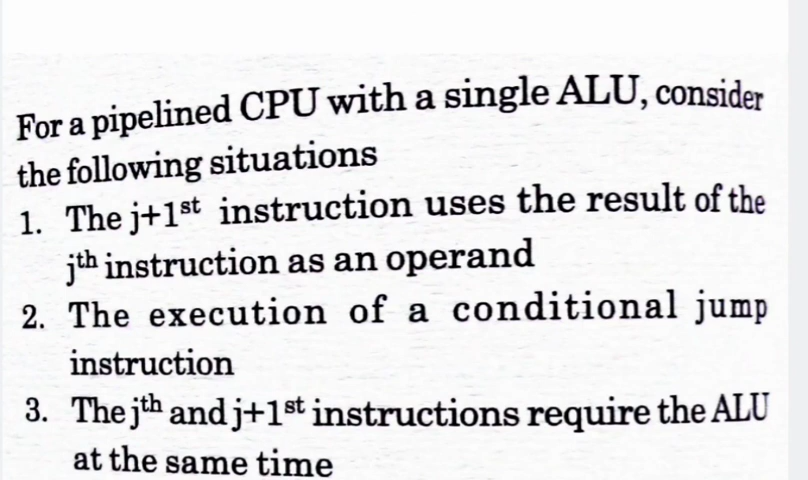 For a pipelined CPU with a single ALU, consider
the following situations
1. The j+1st instruction uses the result of the
jth instruction as an operand
2. The execution of a conditional jump
instruction
3. The jth and j+1st instructions require the ALU
at the same time